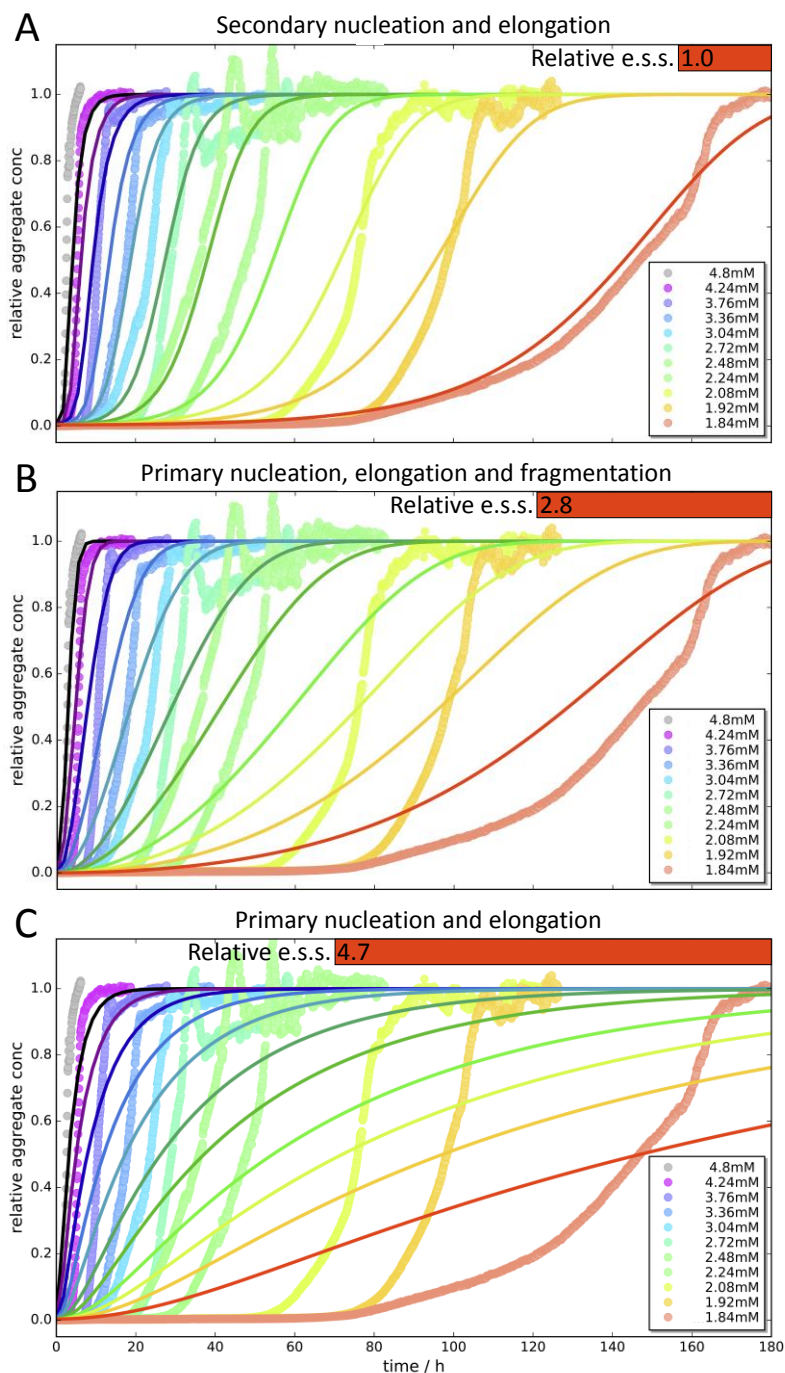 A
Secondary nucleation and elongation
Relative e.s.s. 1.0
1.0
0.8
0.6
0.4
0.2
0.0
relative aggregate conc
4.8mM
4.24mM
3.76mM
3.36mM
3.04mM
2.72mM
2.48mM
2.24mM
2.08mM
1.92mM
1.84mM
B
Primary nucleation, elongation and fragmentation
Relative e.s.s. 2.8
1.0
0.8
0.6
0.4
0.2
0.0
relative aggregate conc
4.8mM
4.24mM
3.76mM
3.36mM
3.04mM
2.72mM
2.48mM
2.24mM
2.08mM
1.92mM
1.84mM
C
Primary nucleation and elongation
Relative e.s.s. 4.7
1.0
0.8
0.6
0.4
0.2
0.0
relative aggregate conc
4.8mM
4.24mM
3.76mM
3.36mM
3.04mM
2.72mM
2.48mM
2.24mM
2.08mM
1.92mM
1.84mM
0 20 40 60 80 100 120 140 160 180
time / h